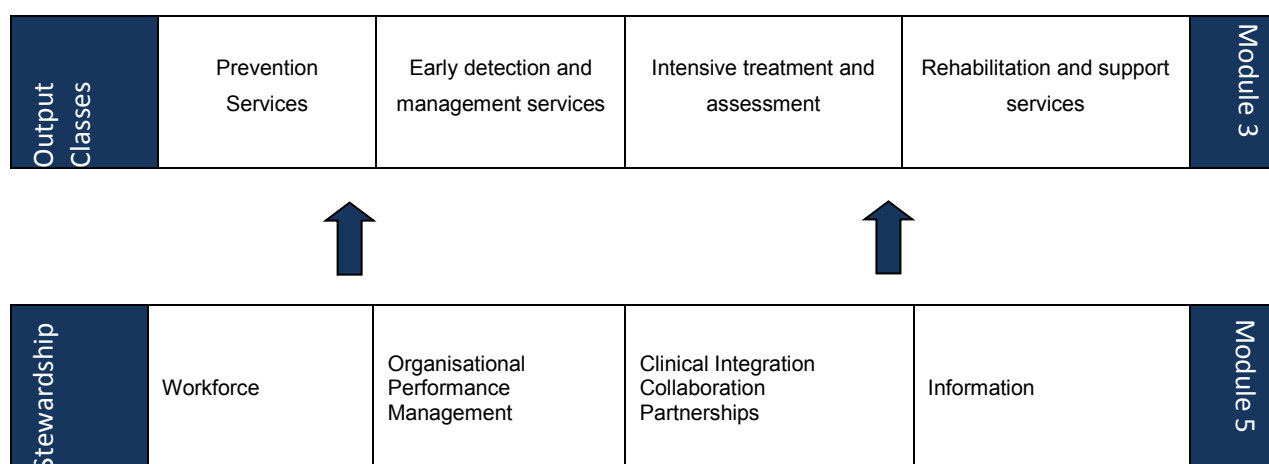 Output
Classes
Prevention
Services
Early detection and
management services
Intensive treatment and
assessment
Rehabilitation and support
services
Module 3
Stewardship
Workforce
Organisational
Performance
Management
Clinical Integration
Collaboration
Partnerships
Information
Module 5